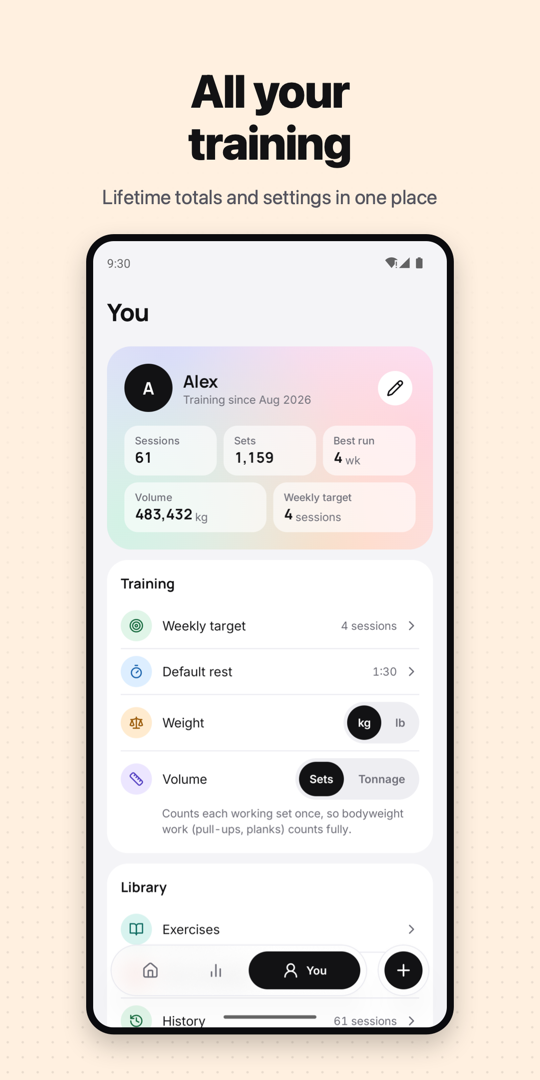 All your
training
Lifetime totals and settings in one place
9:30
You
A
Alex
Training since Aug 2026
Sessions
61
Sets
1,159
Best run
4 wk
Volume
483,432 kg
Weekly target
4 sessions
Training
Weekly target
4 sessions
Default rest
1:30
Weight
kg
lb
Volume
Sets
Tonnage
Counts each working set once, so bodyweight
work (pull-ups, planks) counts fully.
Library
Exercises
You
History
61 sessions